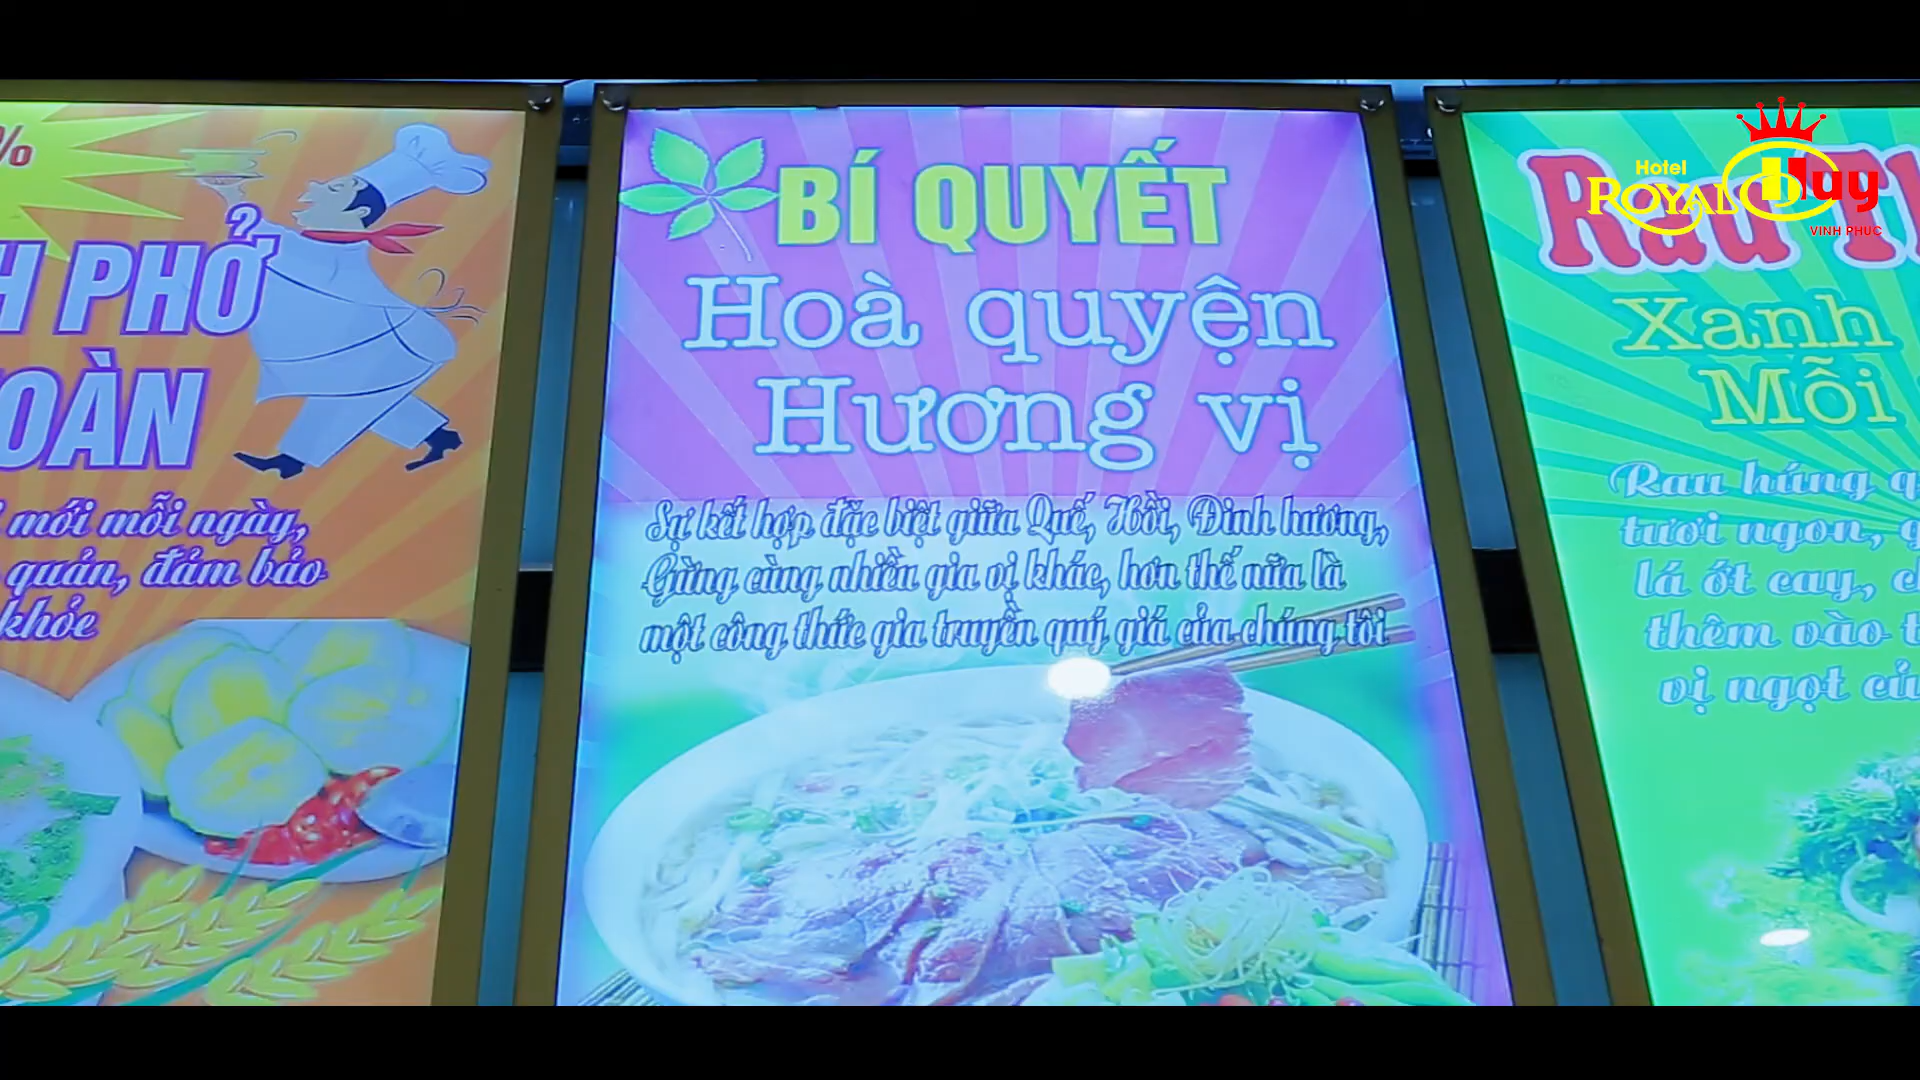 %
H PHỞ
OÀN
mới mỗi ngày,
quản, đảm bảo
khỏe
BÍ QUYẾT
Hoà quyện
Hương vị
Sự kết hợp đặc biệt giữa Quế, Hồi, Đinh hương,
Gừng cùng nhiều gia vị khác, hơn thế nữa là
một công thức gia truyền quý giá của chúng tôi
Hotel
ROYAL Huy
VINH PHUC
Rau
Xanh
Mỗi
Rau húng
tươi ngon,
lá ớt cay,
thêm vào
vị ngọt